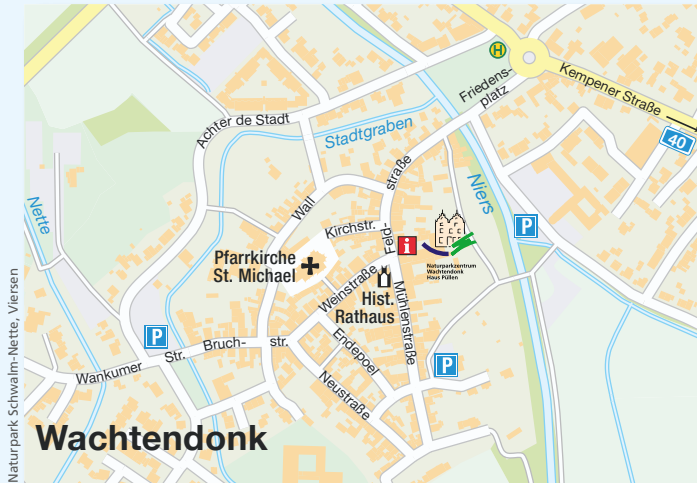 H
Friedens-
platz
Kempener Straße
40
Achter de Stadt
Stadtgraben
Feld-
straße
Niers
Nette
Wall
Kirchstr.
P
i
Pfarrkirche
St. Michael
Naturparkzentrum
Wachtendonk
Haus Püllen
Weinstraße
Hist.
Rathaus
Mühlenstraße
P
Bruch-
str.
Wankumer
Str.
Endepoel
P
Neustraße
Wachtendonk
Naturpark Schwalm-Nette, Viersen